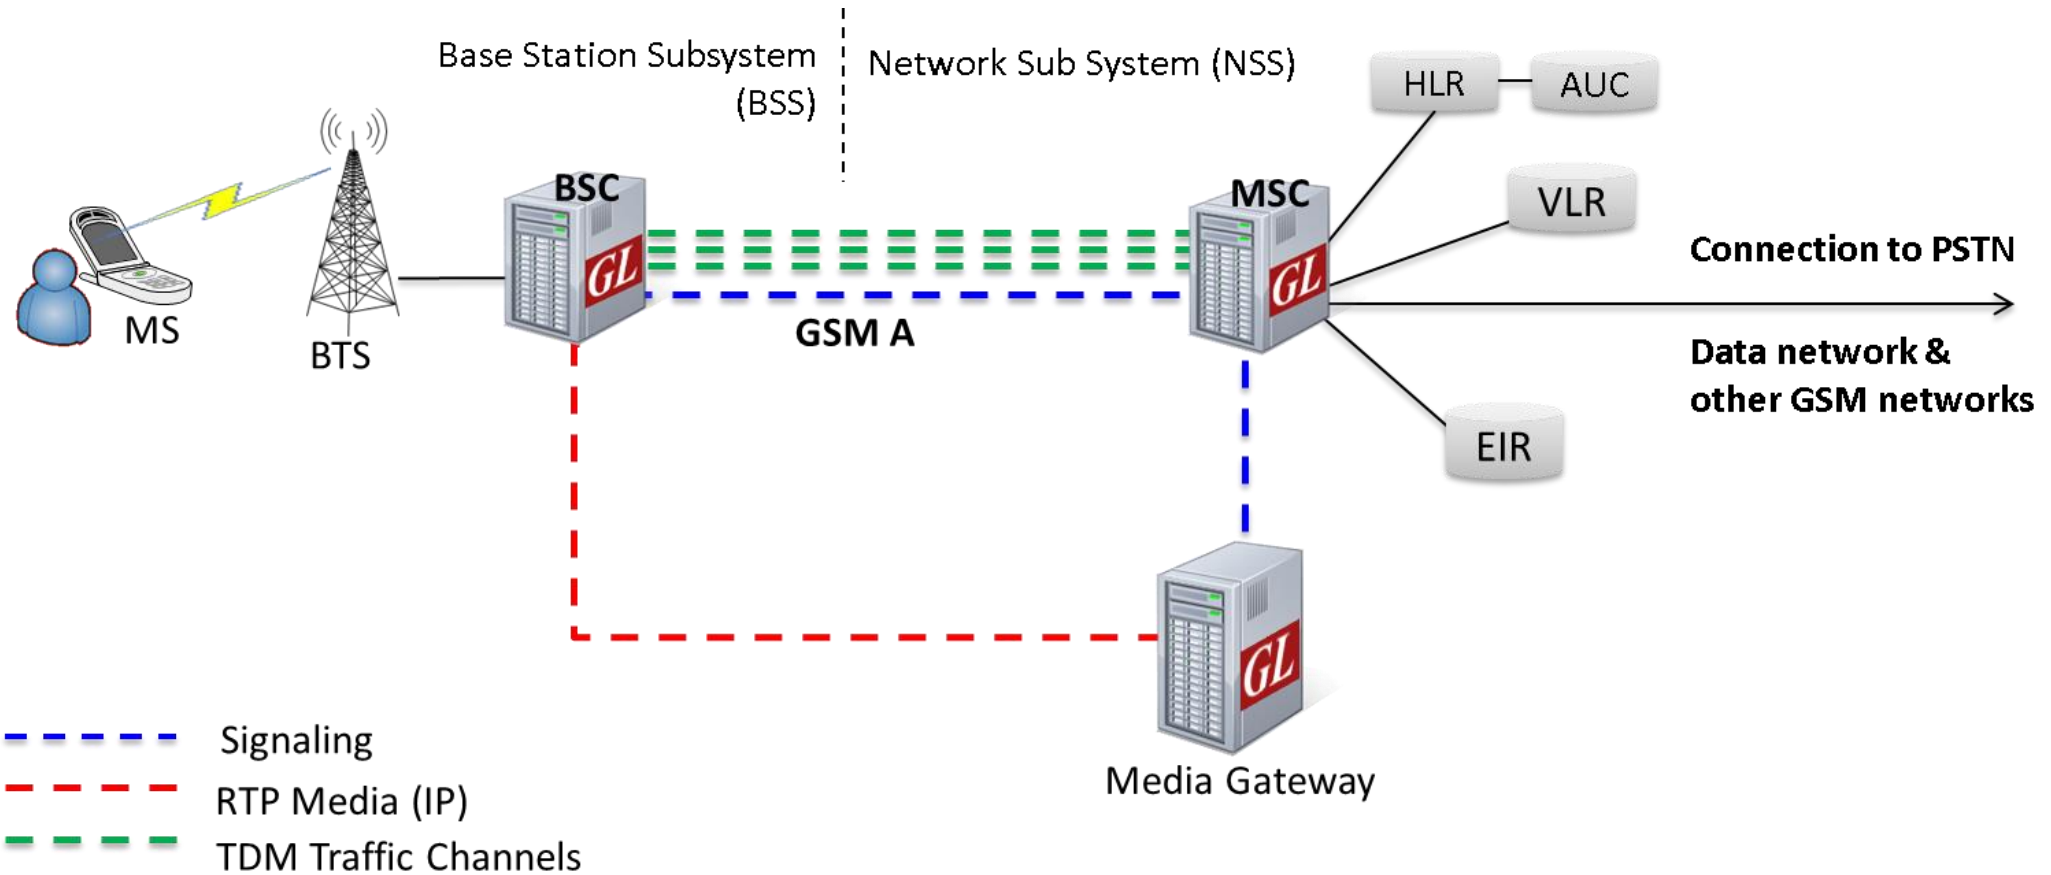 Base Station Subsystem
(BSS)
Network Sub System (NSS)
HLR
AUC
BSC
MSC
VLR
GL
GL
Connection to PSTN
MS
BTS
GSM A
Data network &
other GSM networks
EIR
GL
Media Gateway
Signaling
RTP Media (IP)
TDM Traffic Channels